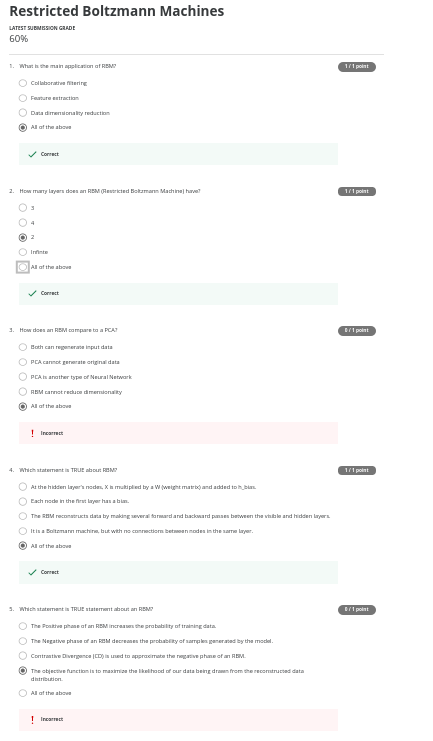 Restricted Boltzmann Machines
LATEST SUBMISSION GRADE
60%
1. What is the main application of RBM?
1 / 1 point
Collaborative filtering
Feature extraction
Data dimensionality reduction
All of the above
Correct
2. How many layers does an RBM (Restricted Boltzmann Machine) have?
1 / 1 point
3
4
2
Infinte
All of the above
Correct
3. How does an RBM compare to a PCA?
0 / 1 point
Both can regenerate input data
PCA cannot generate original data
PCA is another type of Neural Network
RBM cannot reduce dimensionality
All of the above
Incorrect
4. Which statement is TRUE about RBM?
1 / 1 point
At the hidden layer's nodes, X is multiplied by a W (weight matrix) and added to h_bias.
Each node in the first layer has a bias.
The RBM reconstructs data by making several forward and backward passes between the visible and hidden layers.
It is a Boltzmann machine, but with no connections between nodes in the same layer.
All of the above
Correct
5. Which statement is TRUE statement about an RBM?
0 / 1 point
The Positive phase of an RBM increases the probability of training data.
The Negative phase of an RBM decreases the probability of samples generated by the model.
Contrastive Divergence (CD) is used to approximate the negative phase of an RBM.
The objective function is to maximize the likelihood of our data being drawn from the reconstructed data
distribution.
All of the above
Incorrect